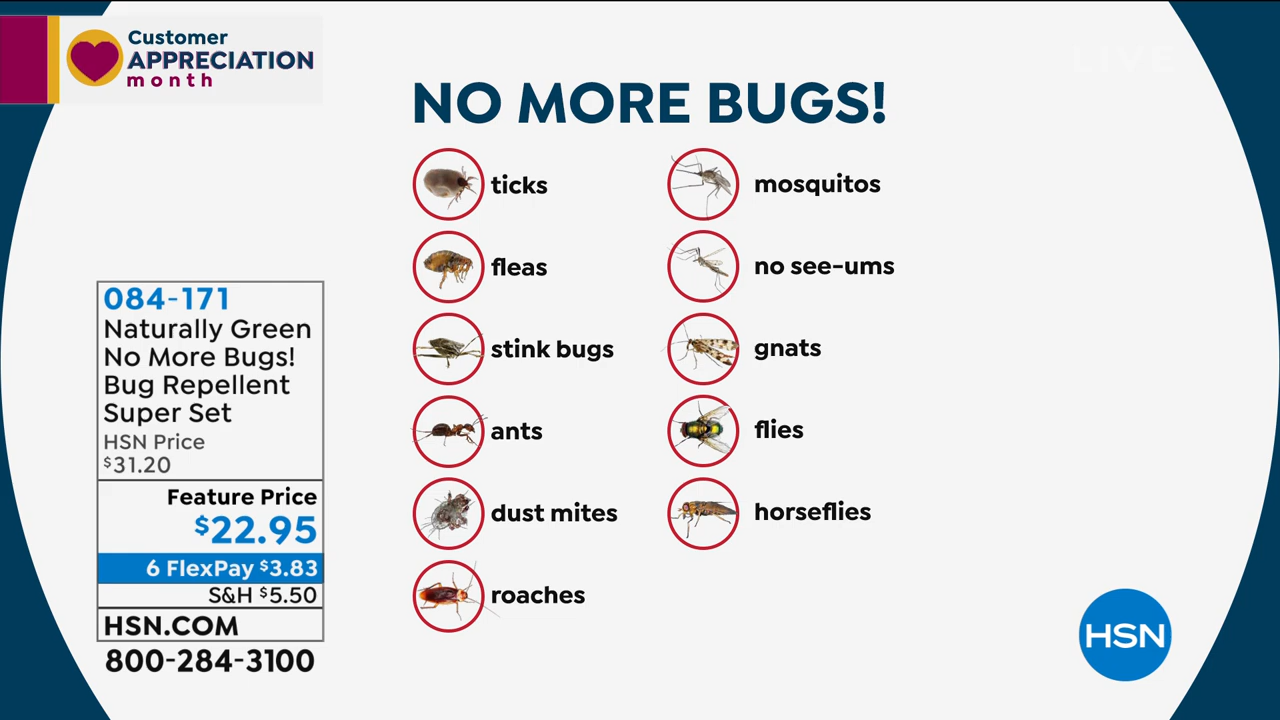 Customer
APPRECIATION
month
LIVE
NO MORE BUGS!
ticks
fleas
stink bugs
ants
dust mites
roaches
mosquitos
no see-ums
gnats
flies
horseflies
084-171
Naturally Green
No More Bugs!
Bug Repellent
Super Set
HSN Price
$31.20
Feature Price
$22.95
6 FlexPay $3.83
S&H $5.50
HSN.COM
800-284-3100
HSN